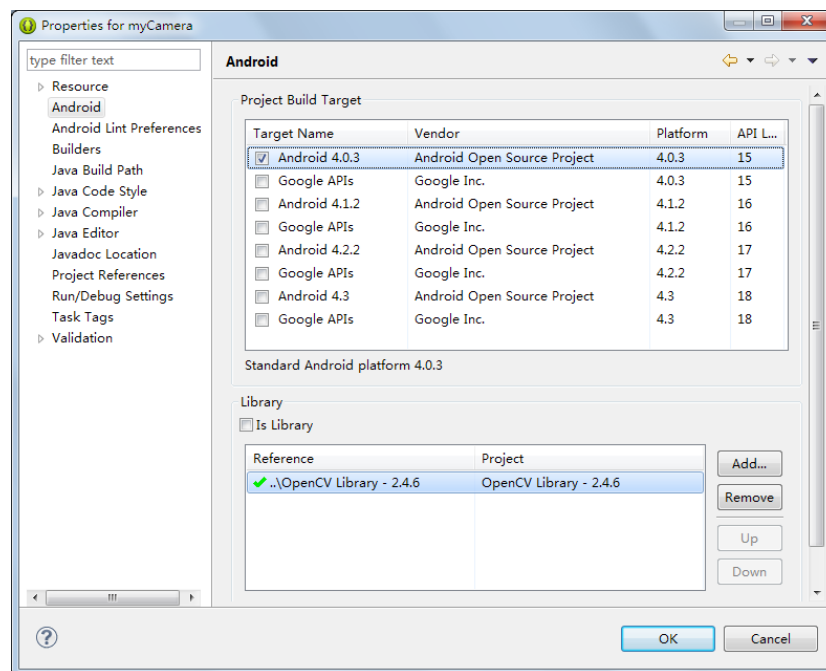 Properties for myCamera
type filter text
Resource
Android
Android Lint Preferences
Builders
Java Build Path
Java Code Style
Java Compiler
Java Editor
Javadoc Location
Project References
Run/Debug Settings
Task Tags
Validation
Android
Project Build Target
Target Name Vendor Platform API L...
Android 4.0.3 Android Open Source Project 4.0.3 15
Google APIs Google Inc. 4.0.3 15
Android 4.1.2 Android Open Source Project 4.1.2 16
Google APIs Google Inc. 4.1.2 16
Android 4.2.2 Android Open Source Project 4.2.2 17
Google APIs Google Inc. 4.2.2 17
Android 4.3 Android Open Source Project 4.3 18
Google APIs Google Inc. 4.3 18
Standard Android platform 4.0.3
Library
Is Library
Reference Project
..\OpenCV Library - 2.4.6 OpenCV Library - 2.4.6
Add...
Remove
Up
Down
OK Cancel